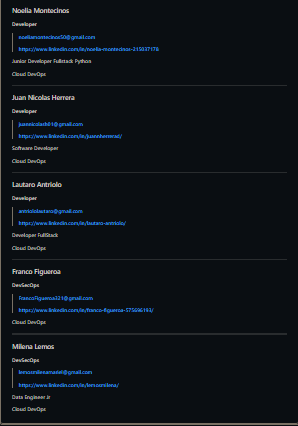 Noelia Montecinos
Developer
noeliamontecinos50@gmail.com
https://www.linkedin.com/in/noelia-montecinos-215037178
Junior Developer Fullstack Python
Cloud DevOps
Juan Nicolas Herrera
Developer
juannicolash01@gmail.com
https://www.linkedin.com/in/juannherrerad/
Software Developer
Cloud DevOps
Lautaro Antriolo
Developer
antriololautaro@gmail.com
https://www.linkedin.com/in/lautaro-antriolo/
Developer FullStack
Cloud DevOps
Franco Figueroa
DevSecOps
FrancoFigueroa321@gmail.com
https://www.linkedin.com/in/franco-figueroa-575696193/
Cloud DevOps
Milena Lemos
DevSecOps
lemosmilenamariel@gmail.com
https://www.linkedin.com/in/lemosmilena/
Data Engineer Jr
Cloud DevOps